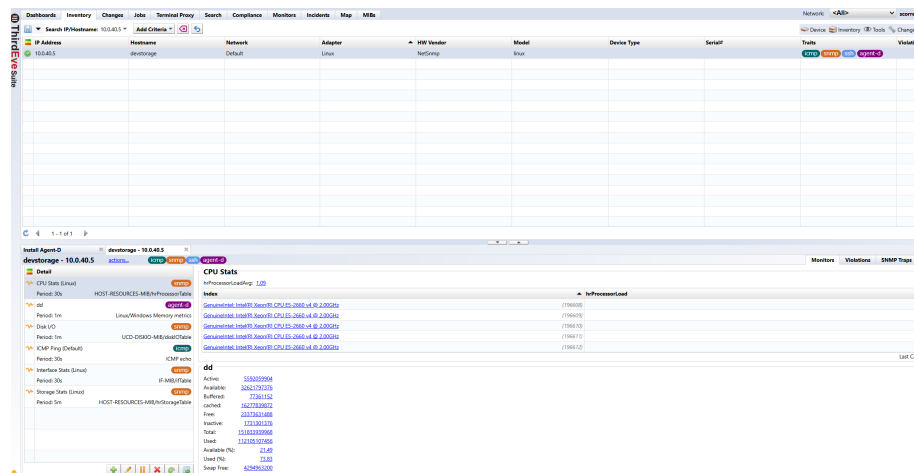 Dashboards Inventory Changes Jobs Terminal Proxy Search Compliance Monitors Incidents Map MIBs Network: <All> scorre
Search IP/Hostname: 10.0.40.5 Add Criteria Device Inventory Tools Change
ThirdEye Suite
IP Address Hostname Network Adapter HW Vendor Model Device Type Serial# Traits Violati
10.0.40.5 devstorage Default Linux NetSnmp linux icmp snmp ssh agent-d
1 - 1 of 1
Install Agent-D devstorage - 10.0.40.5
devstorage - 10.0.40.5 actions... icmp snmp ssh agent-d Monitors Violations SNMP Traps
Detail
CPU Stats (Linux) snmp
Period: 30s HOST-RESOURCES-MIB/hrProcessorTable
dd agent-d
Period: 1m Linux/Windows Memory metrics
Disk I/O snmp
Period: 1m UCD-DISKIO-MIB/diskIOTable
ICMP Ping (Default) icmp
Period: 30s ICMP echo
Interface Stats (Linux) snmp
Period: 30s IF-MIB/ifTable
Storage Stats (Linux) snmp
Period: 5m HOST-RESOURCES-MIB/hrStorageTable
CPU Stats
hrProcessorLoadAvg: 1.09
Index hrProcessorLoad
GenuineIntel: Intel(R) Xeon(R) CPU E5-2660 v4 @ 2.00GHz (196608)
GenuineIntel: Intel(R) Xeon(R) CPU E5-2660 v4 @ 2.00GHz (196609)
GenuineIntel: Intel(R) Xeon(R) CPU E5-2660 v4 @ 2.00GHz (196610)
GenuineIntel: Intel(R) Xeon(R) CPU E5-2660 v4 @ 2.00GHz (196611)
GenuineIntel: Intel(R) Xeon(R) CPU E5-2660 v4 @ 2.00GHz (196612)
Last C
dd
Active: 5592059904
Available: 32621797376
Buffered: 77361152
cached: 16277839872
Free: 23373631488
Inactive: 1731301376
Total: 151833939968
Used: 112105107456
Available (%): 21.49
Used (%): 73.83
Swap Free: 4294963200